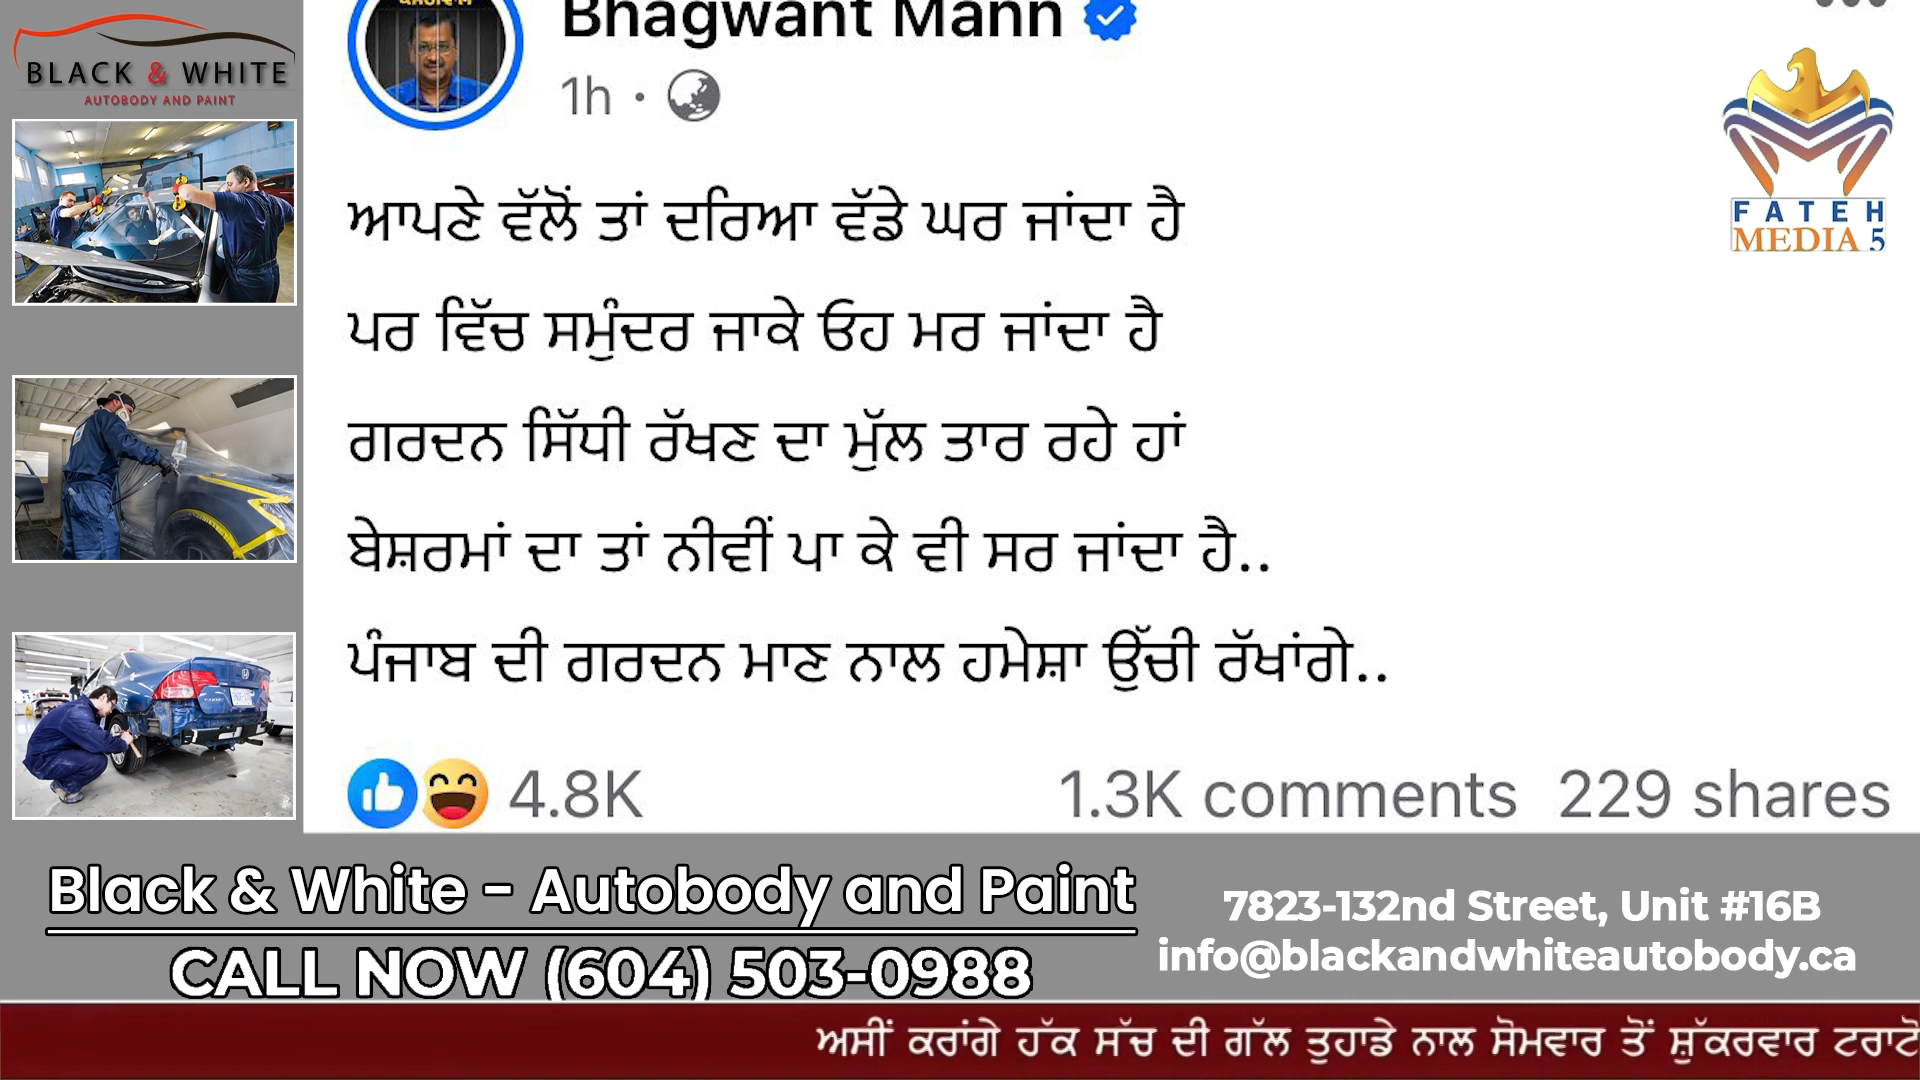 BLACK & WHITE
AUTOBODY AND PAINT
Bhagwant Mann
1h ·
FATEH
MEDIA 5
ਆਪਣੇ ਵੱਲੋਂ ਤਾਂ ਦਰਿਆ ਵੱਡੇ ਘਰ ਜਾਂਦਾ ਹੈ
ਪਰ ਵਿੱਚ ਸਮੁੰਦਰ ਜਾਕੇ ਓਹ ਮਰ ਜਾਂਦਾ ਹੈ
ਗਰਦਨ ਸਿੱਧੀ ਰੱਖਣ ਦਾ ਮੁੱਲ ਤਾਰ ਰਹੇ ਹਾਂ
ਬੇਸ਼ਰਮਾਂ ਦਾ ਤਾਂ ਨੀਵੀਂ ਪਾ ਕੇ ਵੀ ਸਰ ਜਾਂਦਾ ਹੈ..
ਪੰਜਾਬ ਦੀ ਗਰਦਨ ਮਾਣ ਨਾਲ ਹਮੇਸ਼ਾ ਉੱਚੀ ਰੱਖਾਂਗੇ..
4.8K 1.3K comments 229 shares
Black & White - Autobody and Paint
CALL NOW (604) 503-0988
7823-132nd Street, Unit #16B
info@blackandwhiteautobody.ca
ਅਸੀਂ ਕਰਾਂਗੇ ਹੱਕ ਸੱਚ ਦੀ ਗੱਲ ਤੁਹਾਡੇ ਨਾਲ ਸੋਮਵਾਰ ਤੋਂ ਸ਼ੁੱਕਰਵਾਰ ਟਰਾਟੋ